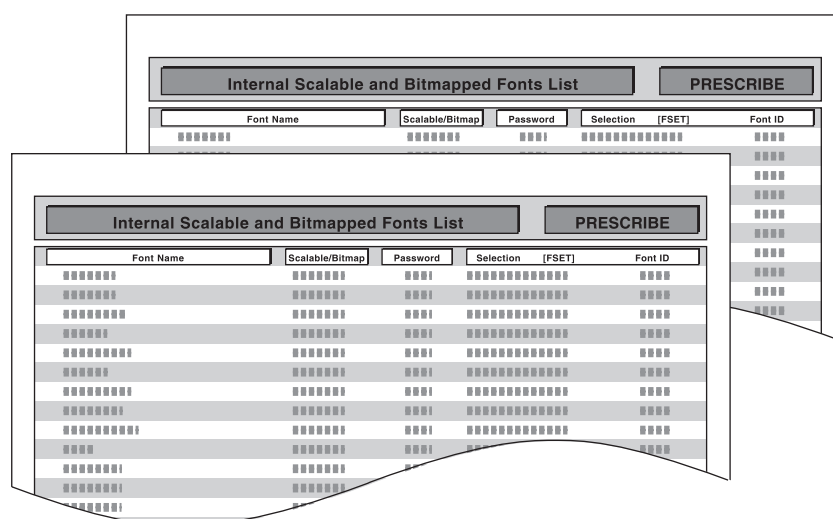 Internal Scalable and Bitmapped Fonts List PRESCRIBE
Font Name Scalable/Bitmap Password Selection [FSET] Font ID
Internal Scalable and Bitmapped Fonts List PRESCRIBE
Font Name Scalable/Bitmap Password Selection [FSET] Font ID